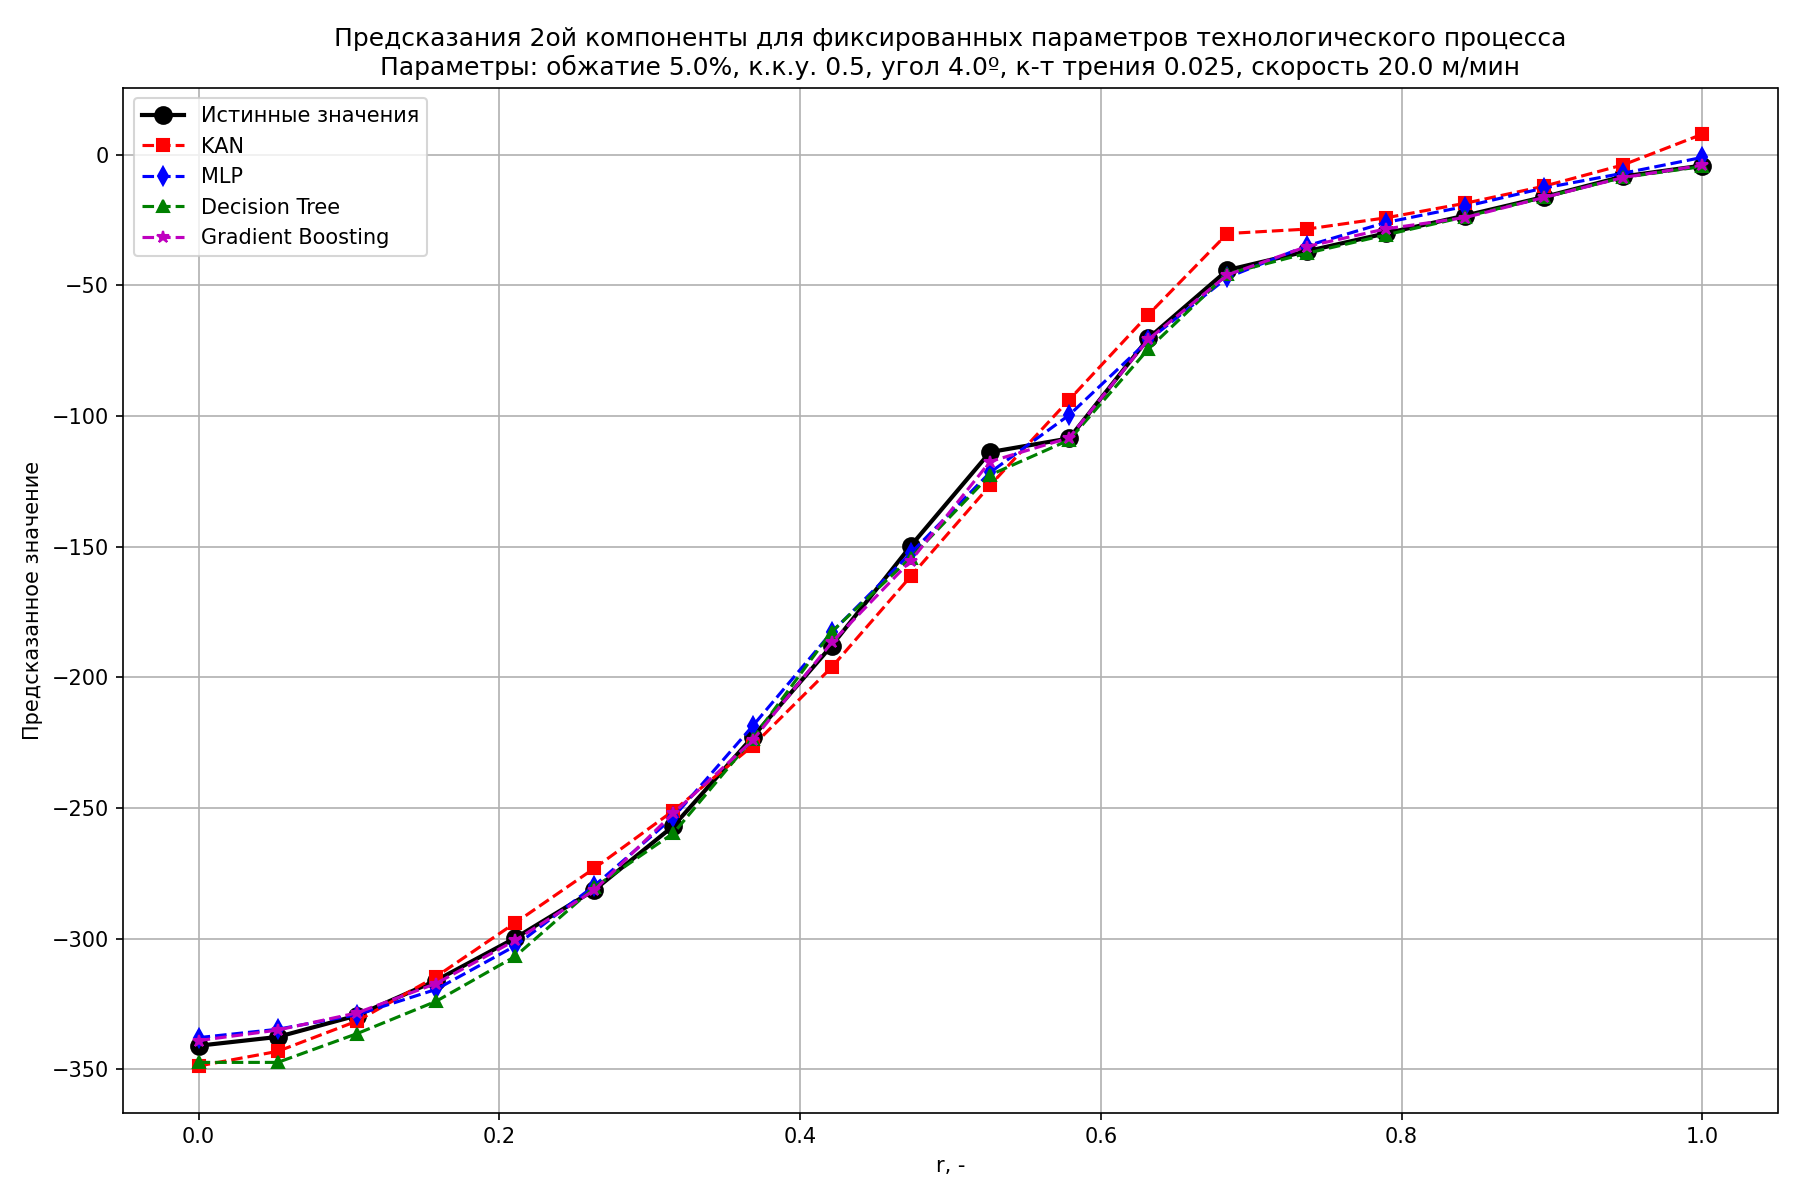 Предсказания 2ой компоненты для фиксированных параметров технологического процесса
Параметры: обжатие 5.0%, к.к.у. 0.5, угол 4.0º, к-т трения 0.025, скорость 20.0 м/мин
Истинные значения
KAN
MLP
Decision Tree
Gradient Boosting
Предсказанное значение
0
−50
−100
−150
−200
−250
−300
−350
0.0 0.2 0.4 0.6 0.8 1.0
r, -